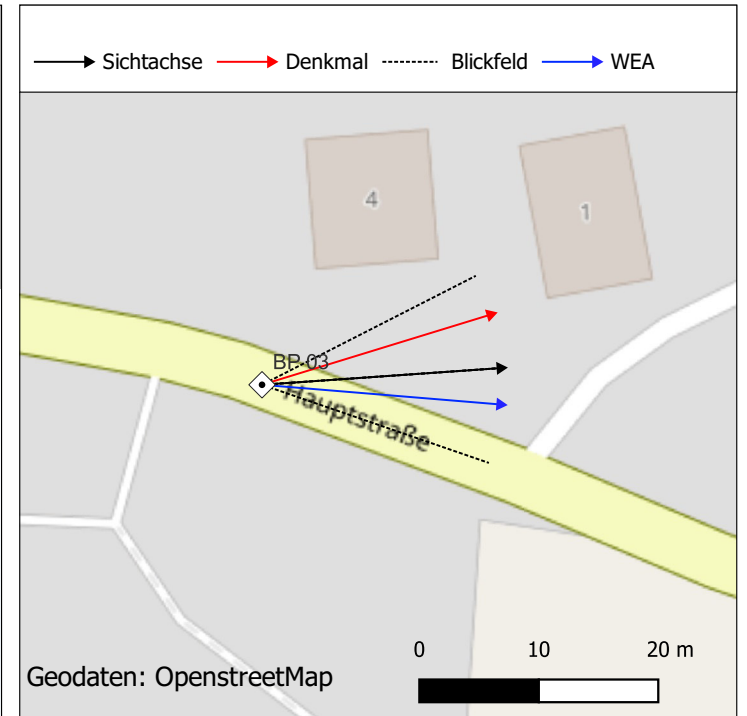 Sichtachse Denkmal Blickfeld WEA
4
1
BP 03
Hauptstraße
0 10 20 m
Geodaten: OpenstreetMap